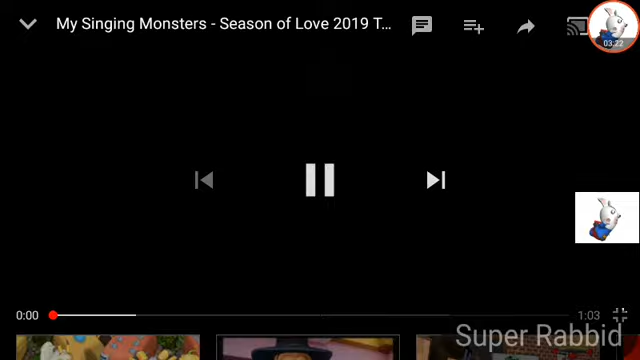 My Singing Monsters - Season of Love 2019 T...
03:22
0:00
1:03
Super Rabbid